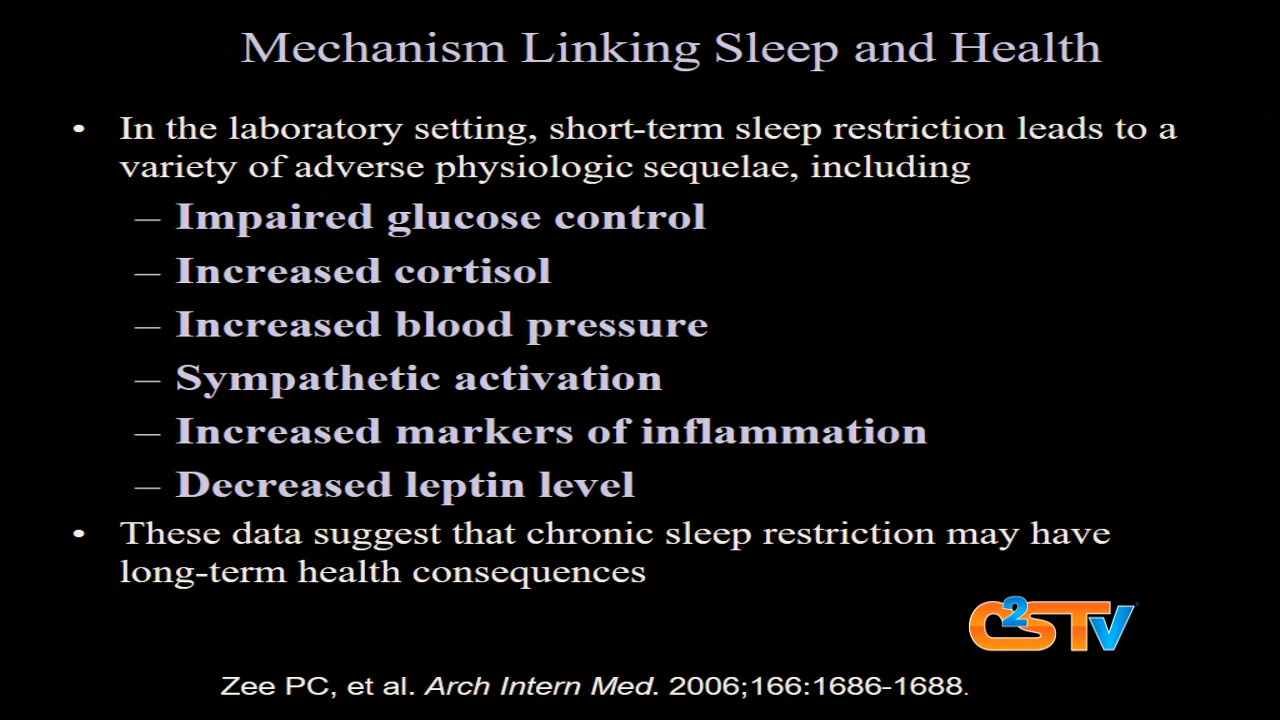 Mechanism Linking Sleep and Health
• In the laboratory setting, short-term sleep restriction leads to a
variety of adverse physiologic sequelae, including
– Impaired glucose control
– Increased cortisol
– Increased blood pressure
– Sympathetic activation
– Increased markers of inflammation
– Decreased leptin level
• These data suggest that chronic sleep restriction may have
long-term health consequences
C2STV
Zee PC, et al. Arch Intern Med. 2006;166:1686-1688.